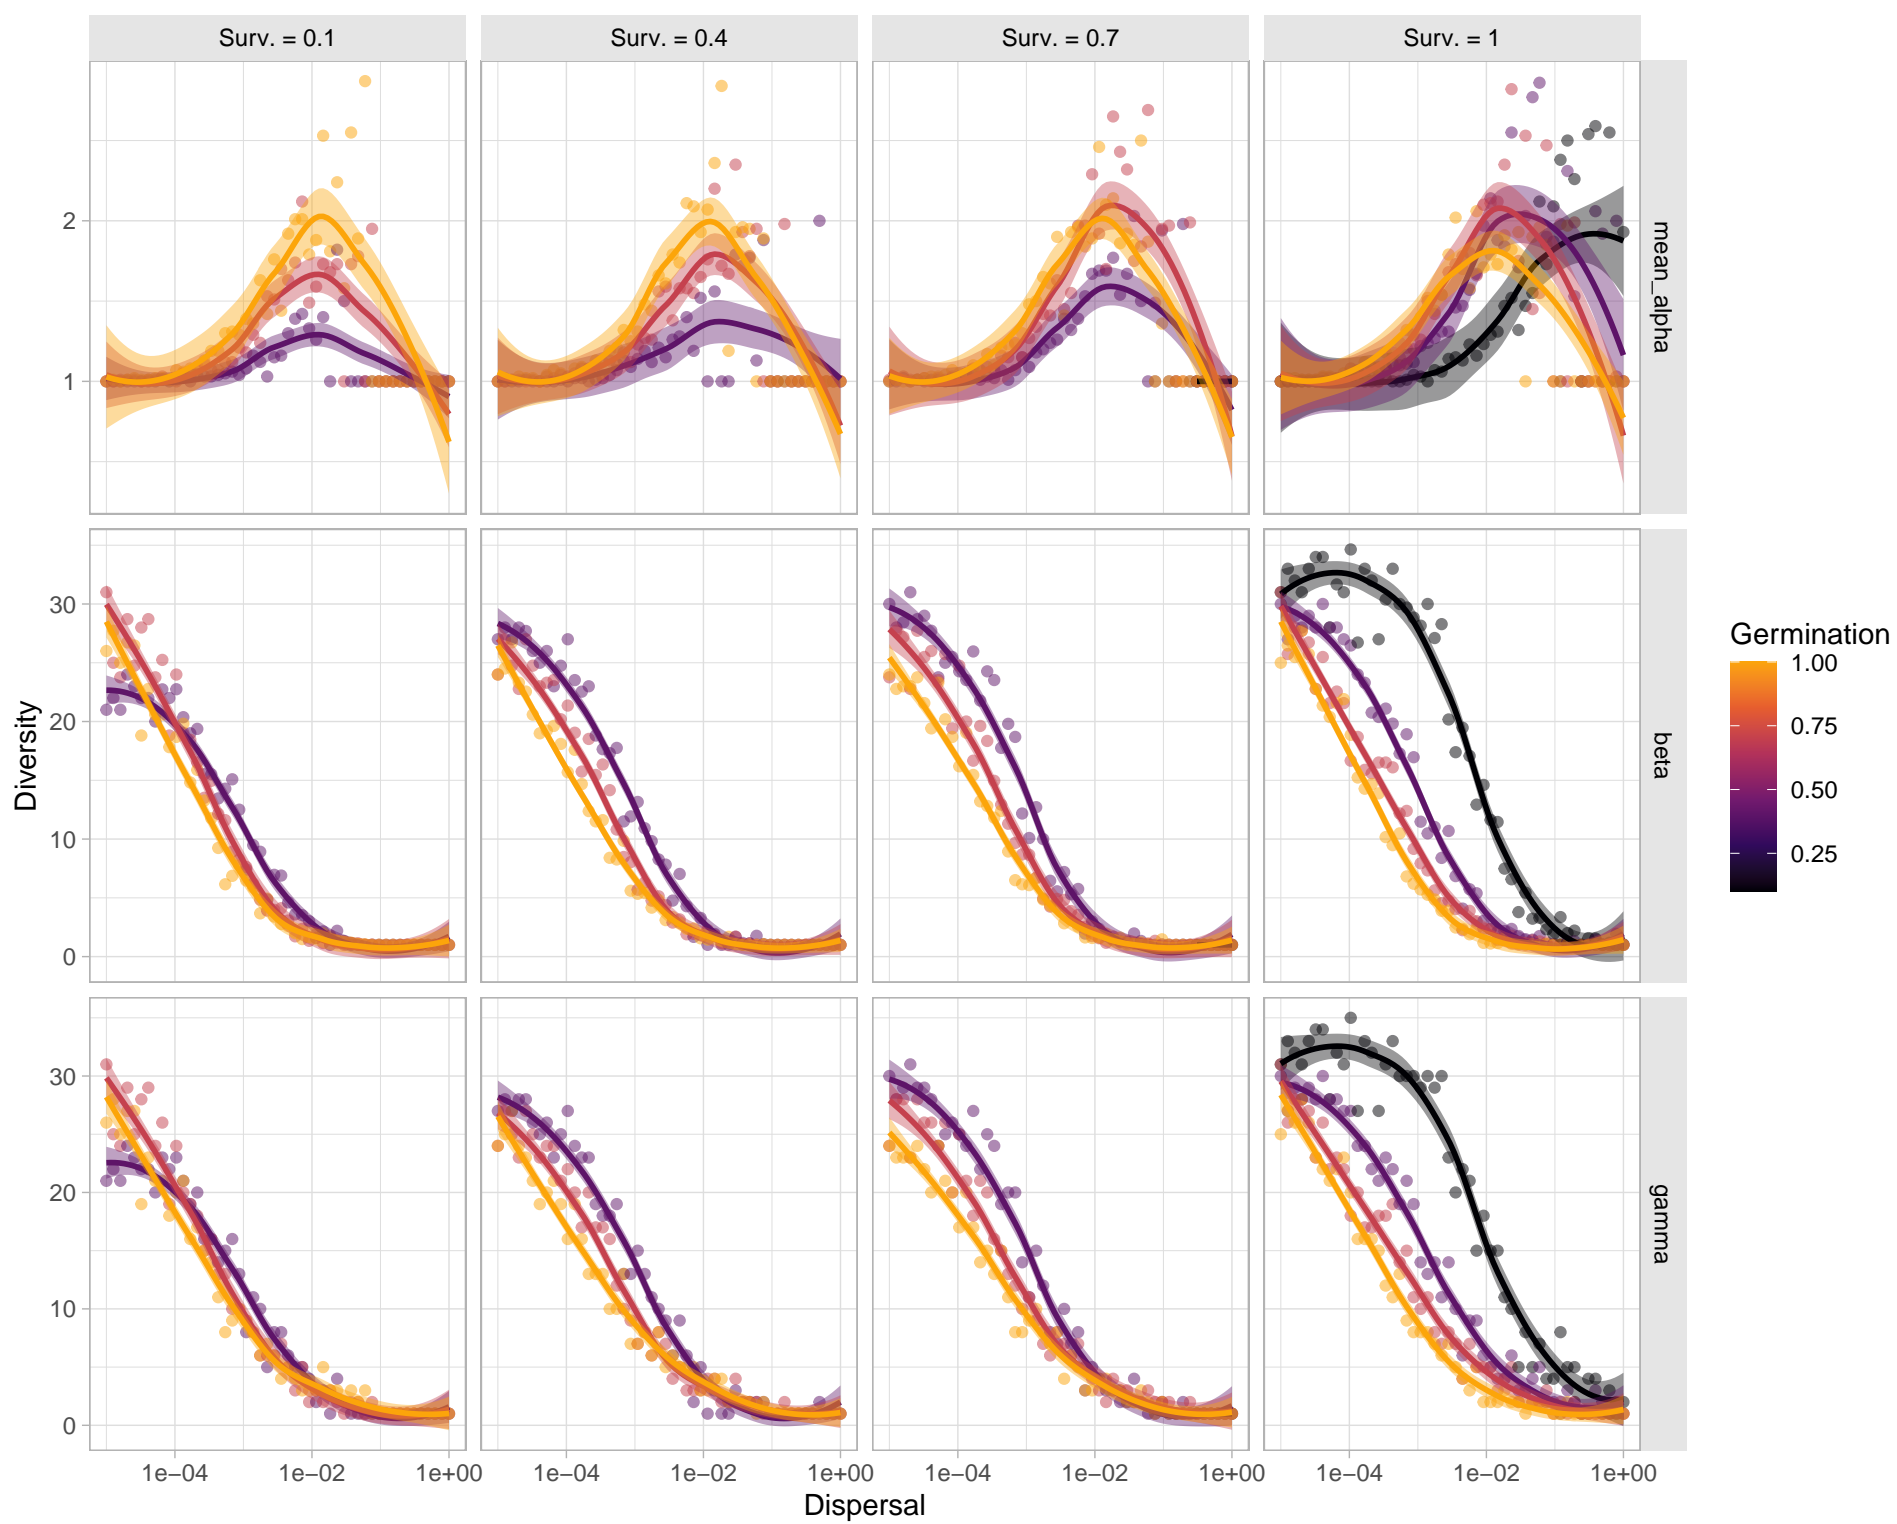 Surv. = 0.1 Surv. = 0.4 Surv. = 0.7 Surv. = 1
2
1
mean_alpha
30
20
10
0
beta
30
20
10
0
gamma
1e−04 1e−02 1e+00 1e−04 1e−02 1e+00 1e−04 1e−02 1e+00 1e−04 1e−02 1e+00
Dispersal
Diversity
Germination
1.00
0.75
0.50
0.25